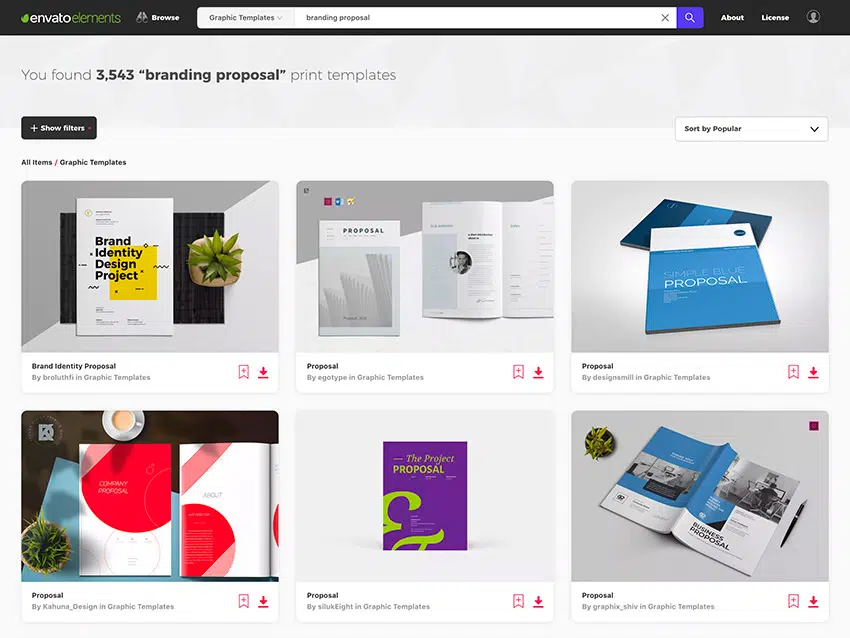 envatoelements
Browse
Graphic Templates
branding proposal
About
License
You found 3,543 “branding proposal” print templates
+ Show filters
Sort by Popular
All Items / Graphic Templates
Brand
Identity
Design
Project
PROPOSAL
Proposal, 2016
SIMPLE BLUE
PROPOSAL
Brand Identity Proposal
By broluthfi in Graphic Templates
Proposal
By egotype in Graphic Templates
Proposal
By designsmill in Graphic Templates
COMPANY
PROPOSAL
ABOUT
— The Project
PROPOSAL
&
BUSINESS
PROPOSAL
Proposal
By Kahuna_Design in Graphic Templates
Proposal
By silukEight in Graphic Templates
Proposal
By graphix_shiv in Graphic Templates